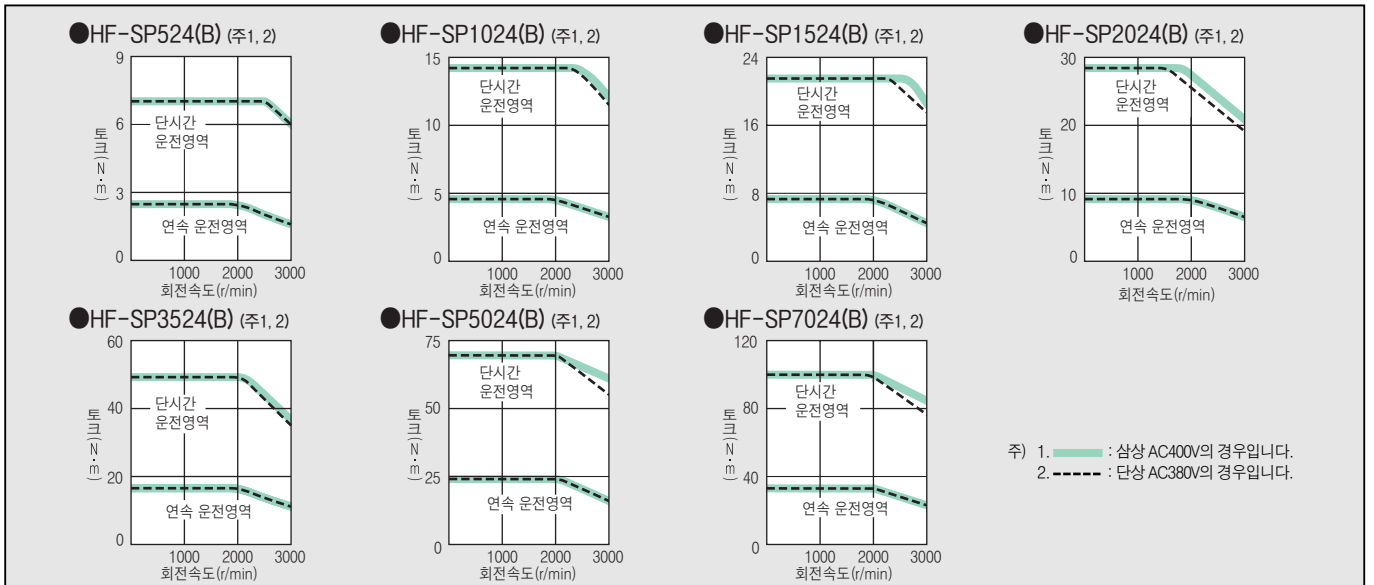 ●HF-SP524(B) (주1, 2)
9
6
3
0
토크(N·m)
단시간
운전영역
연속 운전영역
1000 2000 3000
회전속도(r/min)
●HF-SP1024(B) (주1, 2)
15
10
5
0
토크(N·m)
단시간
운전영역
연속 운전영역
1000 2000 3000
회전속도(r/min)
●HF-SP1524(B) (주1, 2)
24
16
8
0
토크(N·m)
단시간
운전영역
연속 운전영역
1000 2000 3000
회전속도(r/min)
●HF-SP2024(B) (주1, 2)
30
20
10
0
토크(N·m)
단시간
운전영역
연속 운전영역
1000 2000 3000
회전속도(r/min)
●HF-SP3524(B) (주1, 2)
60
40
20
0
토크(N·m)
단시간
운전영역
연속 운전영역
1000 2000 3000
회전속도(r/min)
●HF-SP5024(B) (주1, 2)
75
50
25
0
토크(N·m)
단시간
운전영역
연속 운전영역
1000 2000 3000
회전속도(r/min)
●HF-SP7024(B) (주1, 2)
120
80
40
0
토크(N·m)
단시간
운전영역
연속 운전영역
1000 2000 3000
회전속도(r/min)
주) 1. : 삼상 AC400V의 경우입니다.
2. : 단상 AC380V의 경우입니다.